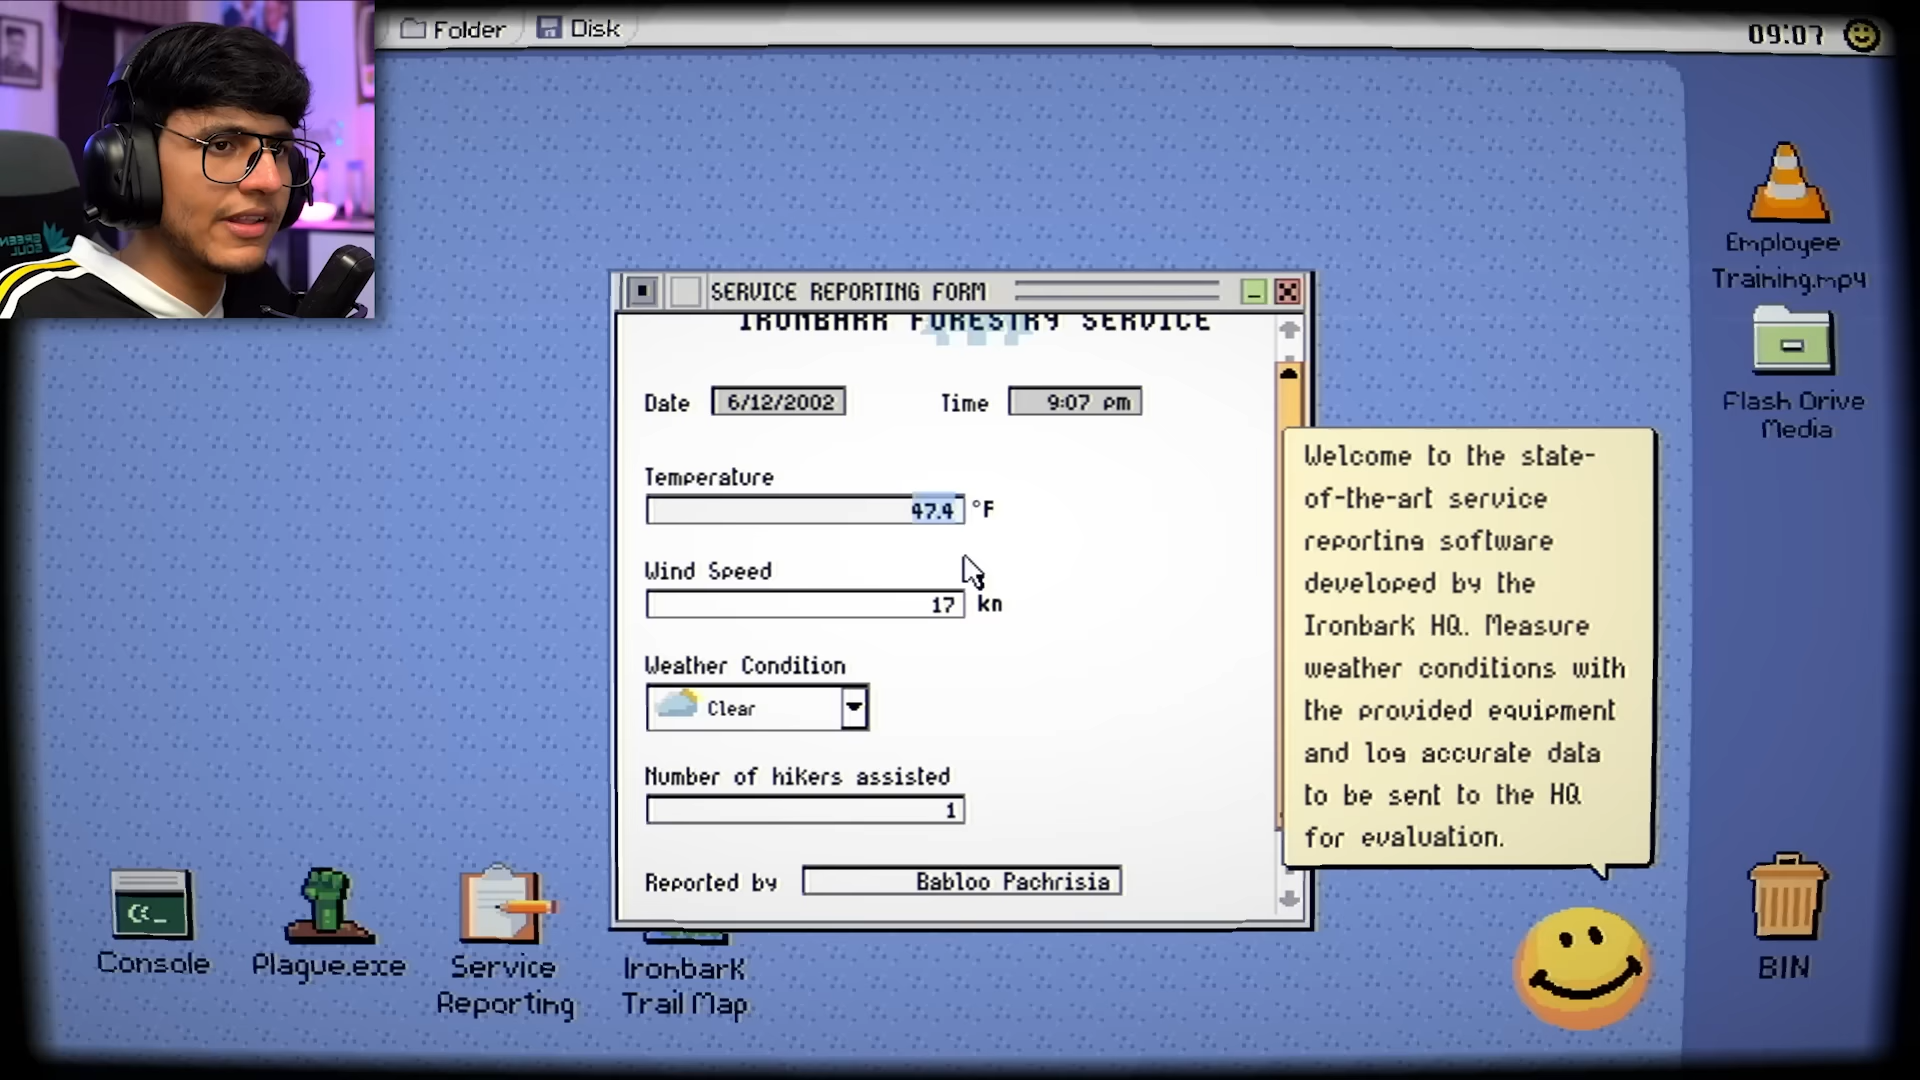 Folder
Disk
09:07
Employee
Training.mp4
Flash Drive
Media
SERVICE REPORTING FORM
IRONBARK FORESTRY SERVICE
Date 6/12/2002 Time 9:07 pm
Temperature
47.4 °F
Wind Speed
17 kn
Weather Condition
Clear
Number of hikers assisted
1
Reported by Babloo Pachrisia
Welcome to the state-
of-the-art service
reporting software
developed by the
Ironbark HQ. Measure
weather conditions with
the provided equipment
and log accurate data
to be sent to the HQ
for evaluation.
Console
Plague.exe
Service
Reporting
Ironbark
Trail Map
BIN